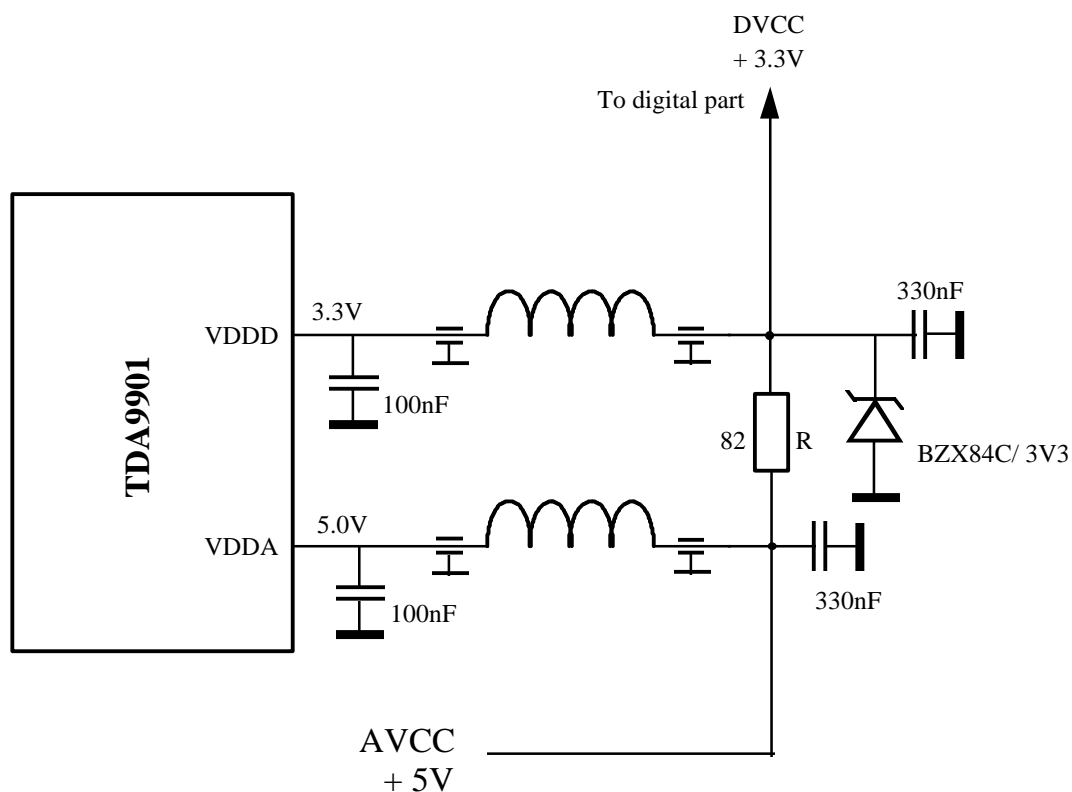 DVCC
+ 3.3V
To digital part
330nF
3.3V
VDDD
100nF
TDA9901
82 R
BZX84C/ 3V3
5.0V
VDDA
100nF
330nF
AVCC
+ 5V